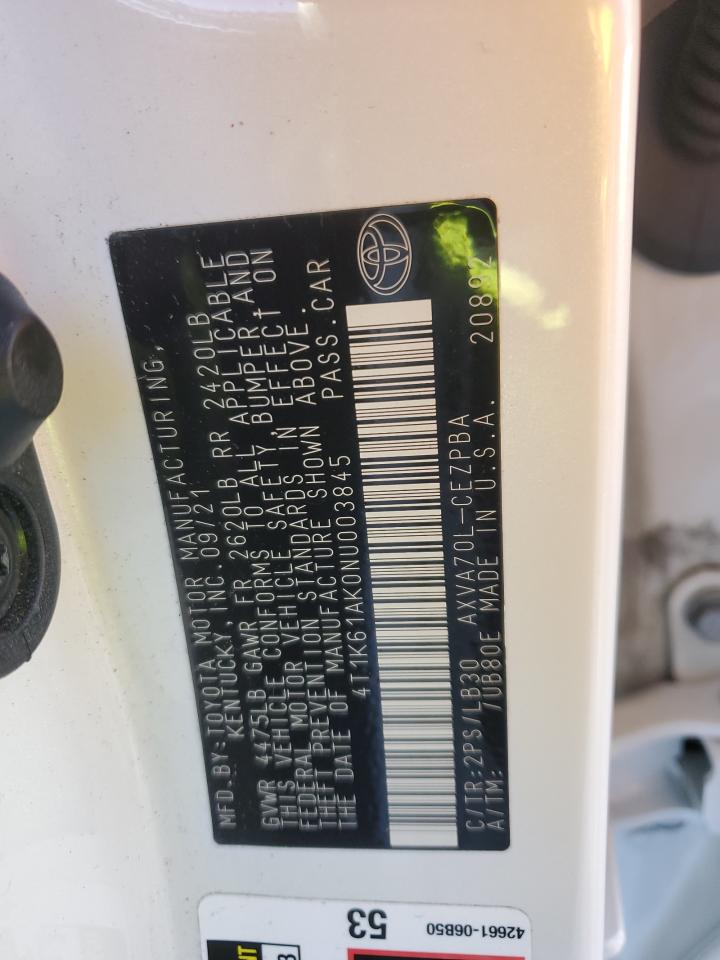 MFD.BY:TOYOTA MOTOR MANUFACTURING,
KENTUCKY, INC. 09/21
GVWR 4475LB GAWR FR 2620LB RR 2420LB
THIS VEHICLE CONFORMS TO ALL APPLICABLE
FEDERAL MOTOR VEHICLE SAFETY, BUMPER, AND
THEFT PREVENTION STANDARDS IN EFFECT ON
THE DATE OF MANUFACTURE SHOWN ABOVE.
4T1K61AK0NU003845 PASS.CAR
C/TR:2PS/LB30 AXVA70L-CEZPBA
A/TM: /UB80E MADE IN U.S.A. 20892
53
42661-06B50